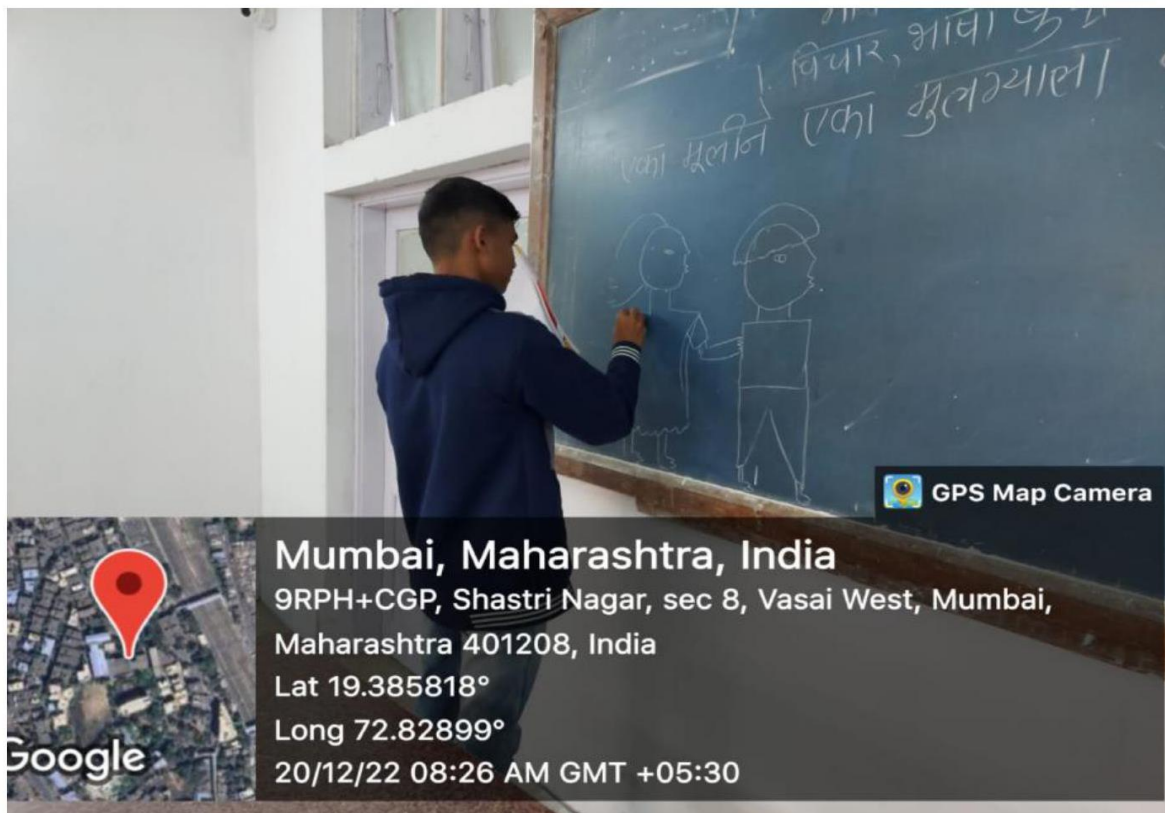 । विचार, भाषा
एका मूलीने एका मुलग्याला
GPS Map Camera
Mumbai, Maharashtra, India
9RPH+CGP, Shastri Nagar, sec 8, Vasai West, Mumbai,
Maharashtra 401208, India
Lat 19.385818°
Long 72.82899°
20/12/22 08:26 AM GMT +05:30
Google